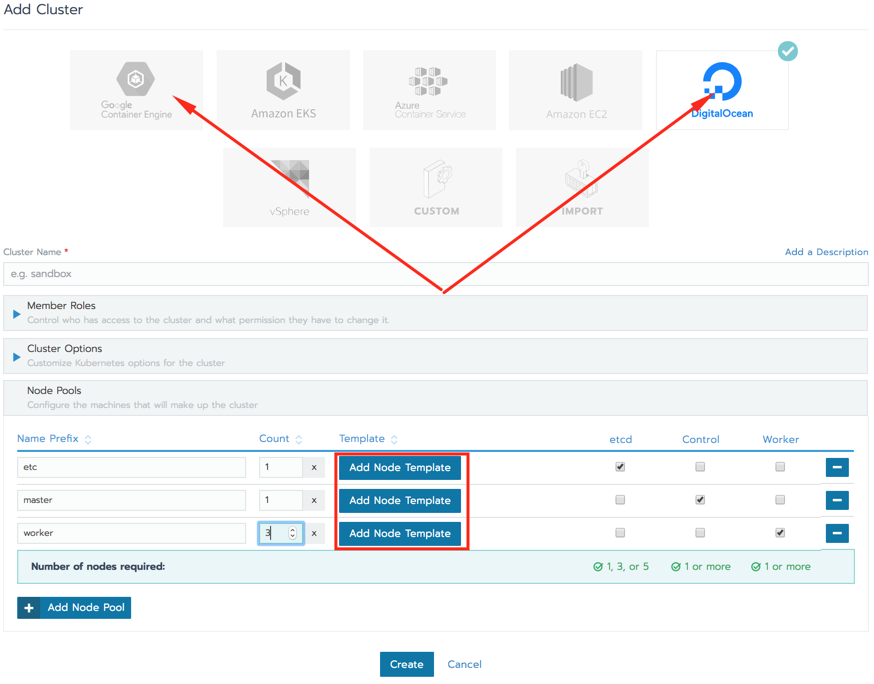 Add Cluster
Google
Container Engine
Amazon EKS
Azure
Container Service
Amazon EC2
DigitalOcean
vSphere
CUSTOM
IMPORT
Cluster Name *
Add a Description
e.g. sandbox
Member Roles
Control who has access to the cluster and what permission they have to change it.
Cluster Options
Customize Kubernetes options for the cluster
Node Pools
Configure the machines that will make up the cluster
Name Prefix Count Template etcd Control Worker
etc 1 x Add Node Template
master 1 x Add Node Template
worker 3 x Add Node Template
Number of nodes required: 1, 3, or 5 1 or more 1 or more
+ Add Node Pool
Create Cancel